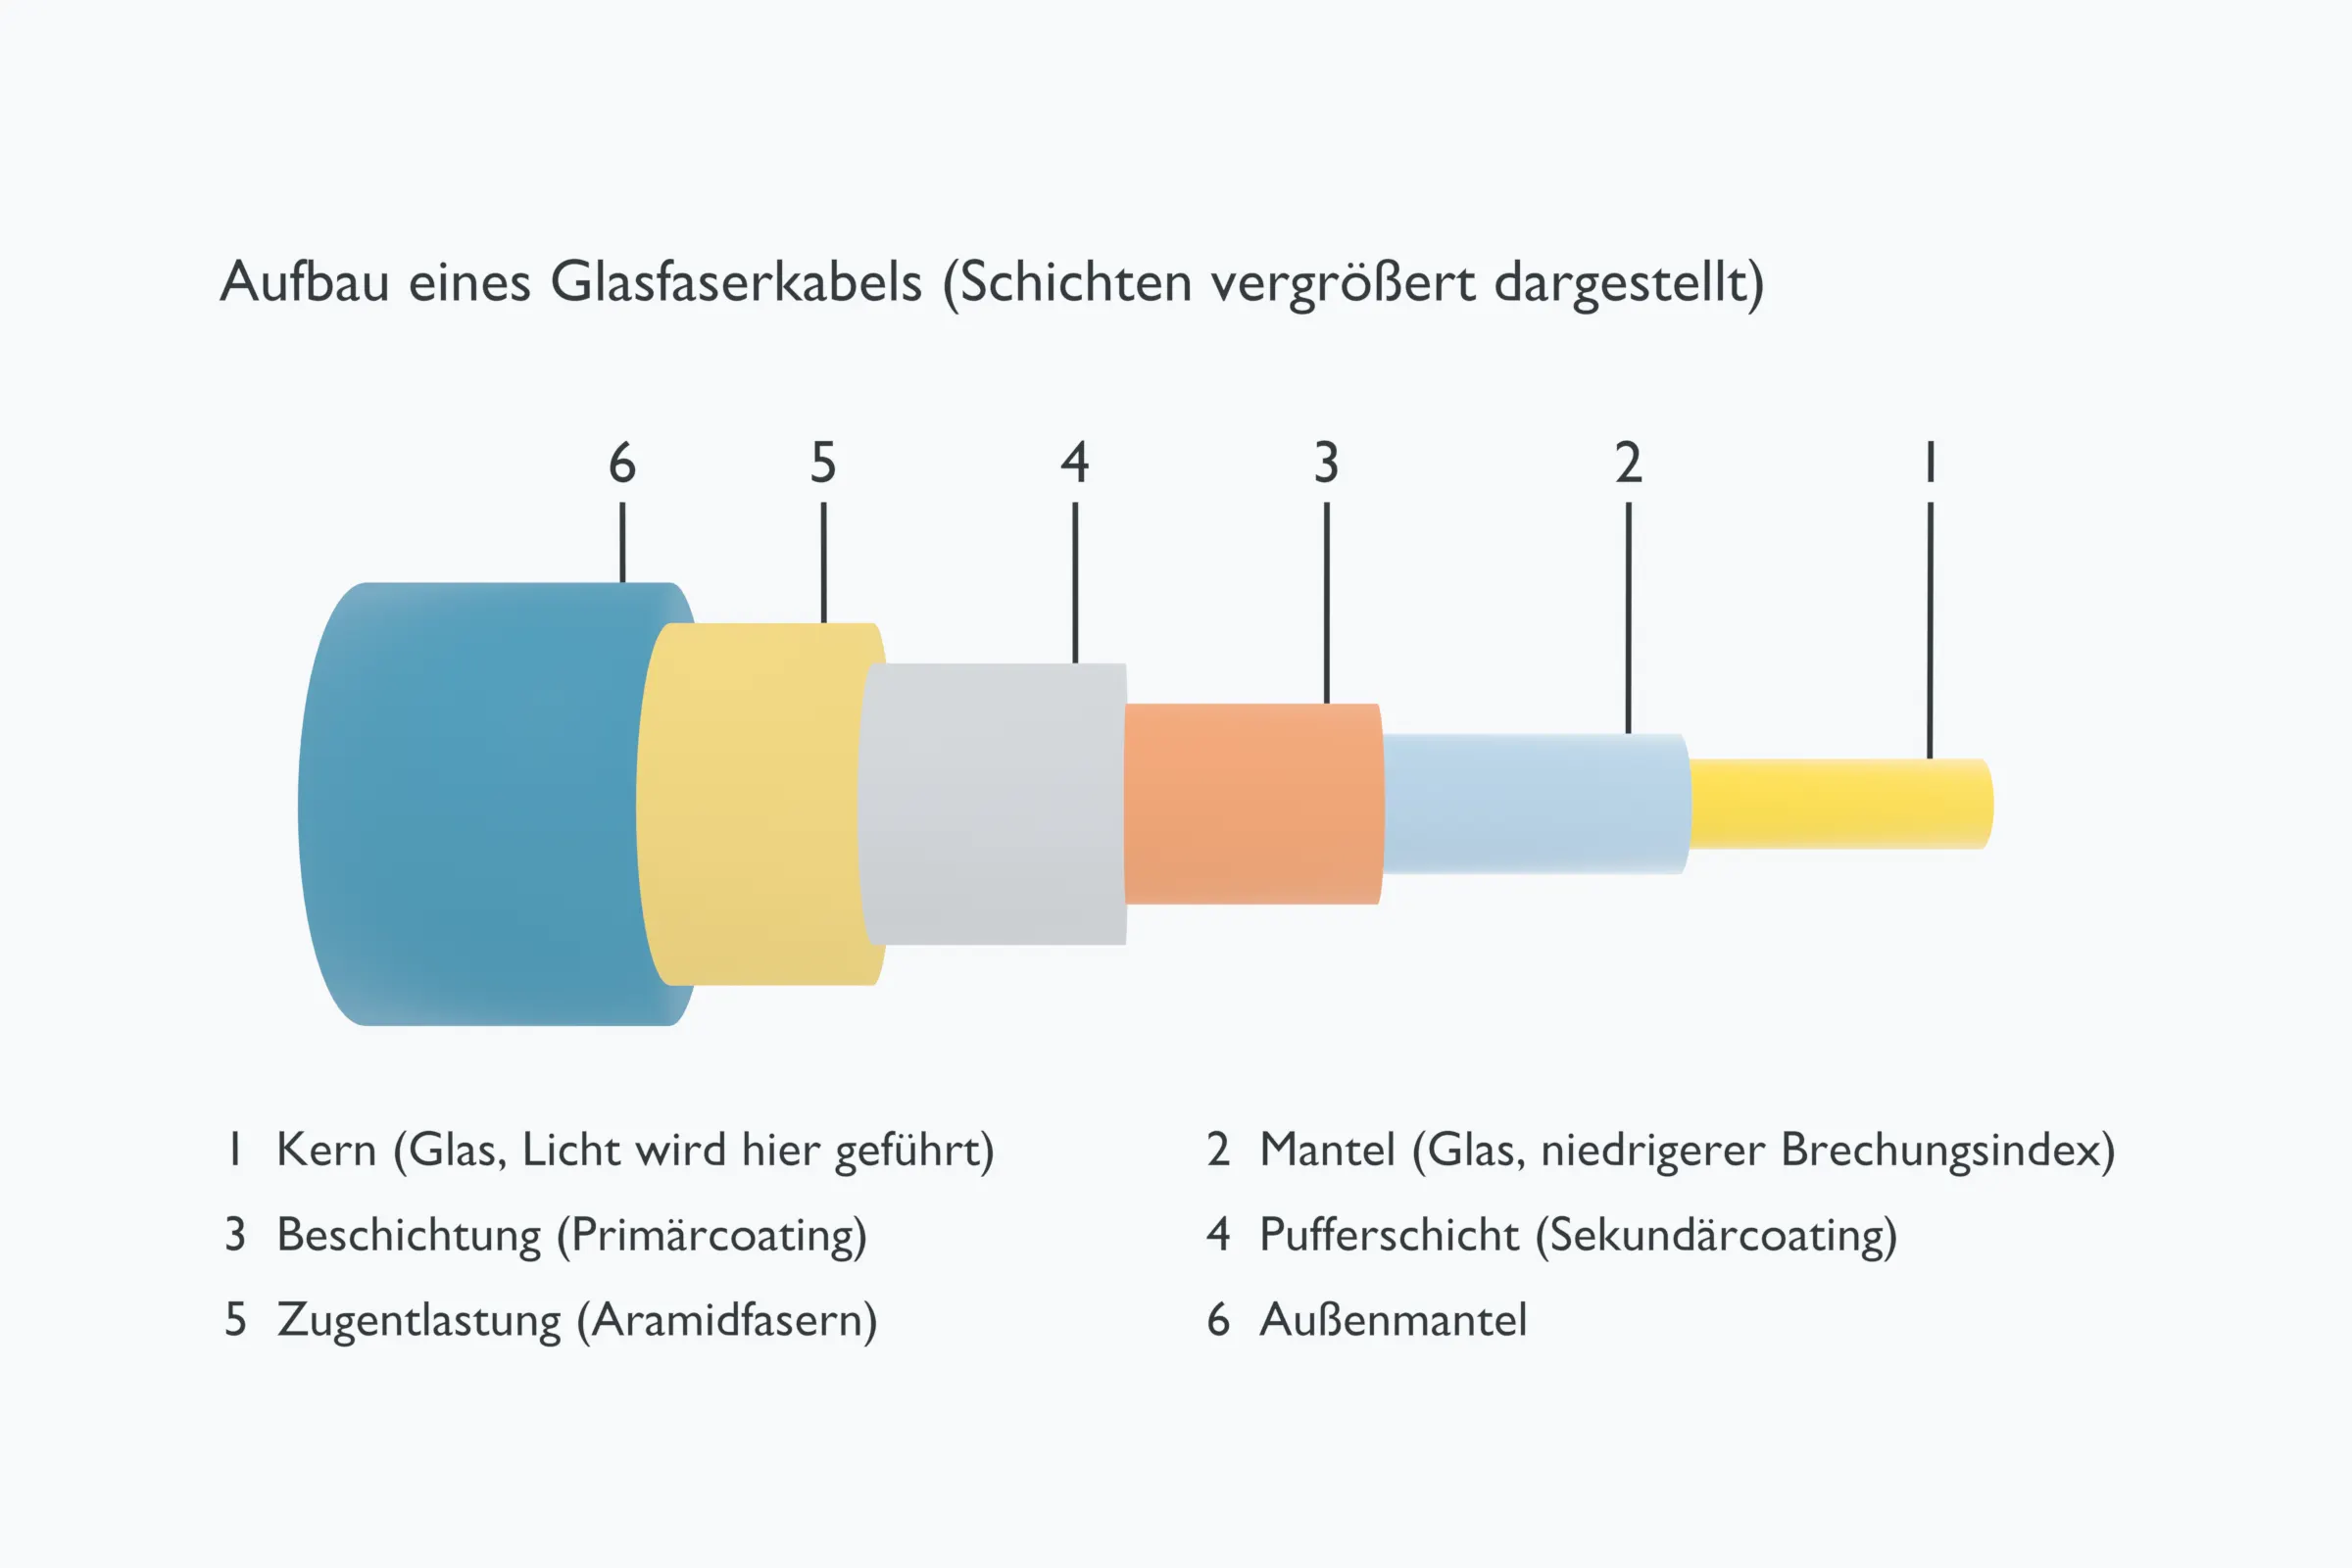 Aufbau eines Glasfaserkabels (Schichten vergrößert dargestellt)
6 5 4 3 2 1
1 Kern (Glas, Licht wird hier geführt)
2 Mantel (Glas, niedrigerer Brechungsindex)
3 Beschichtung (Primärcoating)
4 Pufferschicht (Sekundärcoating)
5 Zugentlastung (Aramidfasern)
6 Außenmantel